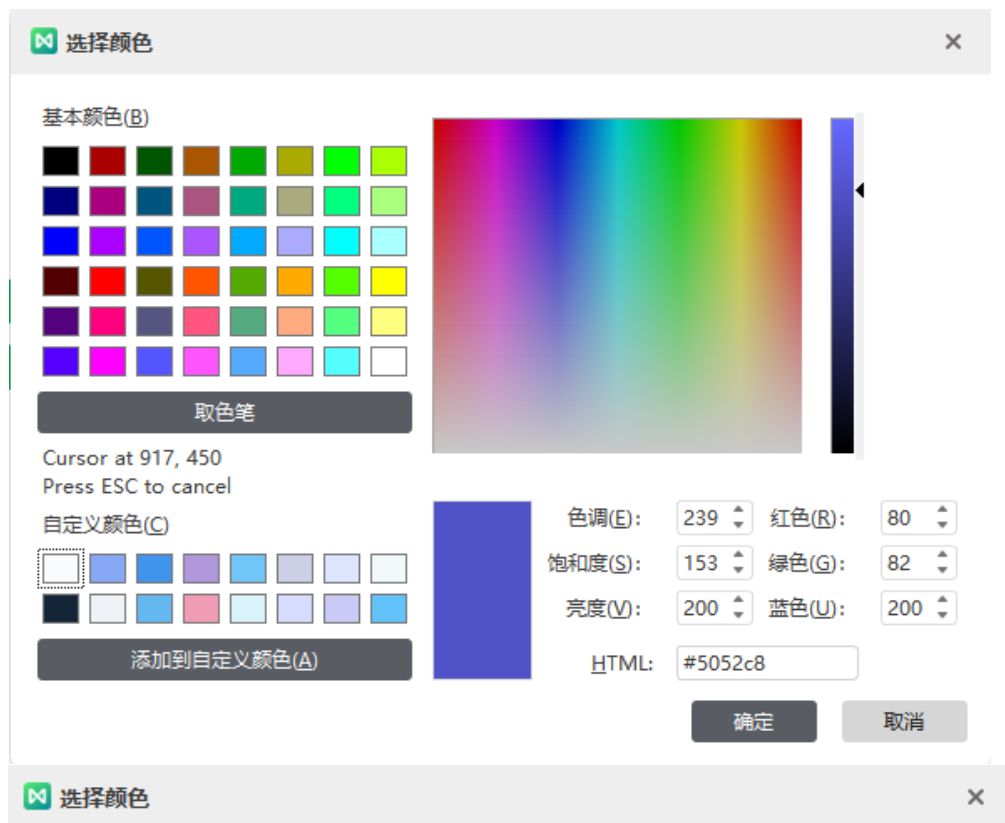 选择颜色
基本颜色(B)
取色笔
Cursor at 917, 450
Press ESC to cancel
自定义颜色(C)
添加到自定义颜色(A)
色调(E): 239 红色(R): 80
饱和度(S): 153 绿色(G): 82
亮度(V): 200 蓝色(U): 200
HTML: #5052c8
确定 取消
选择颜色